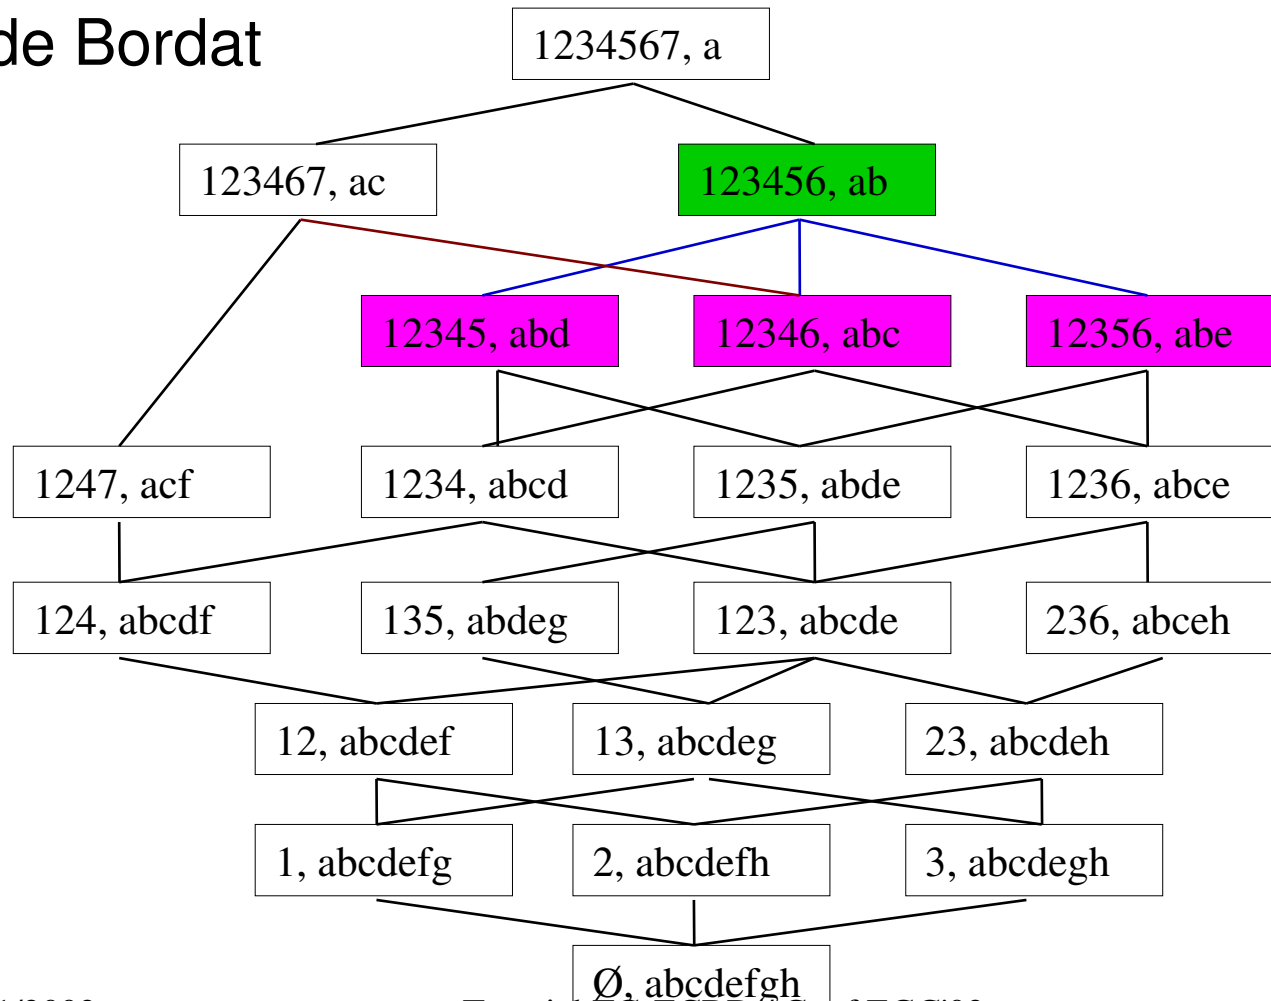 de Bordat
1234567, a
123467, ac
123456, ab
12345, abd
12346, abc
12356, abe
1247, acf
1234, abcd
1235, abde
1236, abce
124, abcdf
135, abdeg
123, abcde
236, abceh
12, abcdef
13, abcdeg
23, abcdeh
1, abcdefg
2, abcdefh
3, abcdegh
Ø, abcdefgh